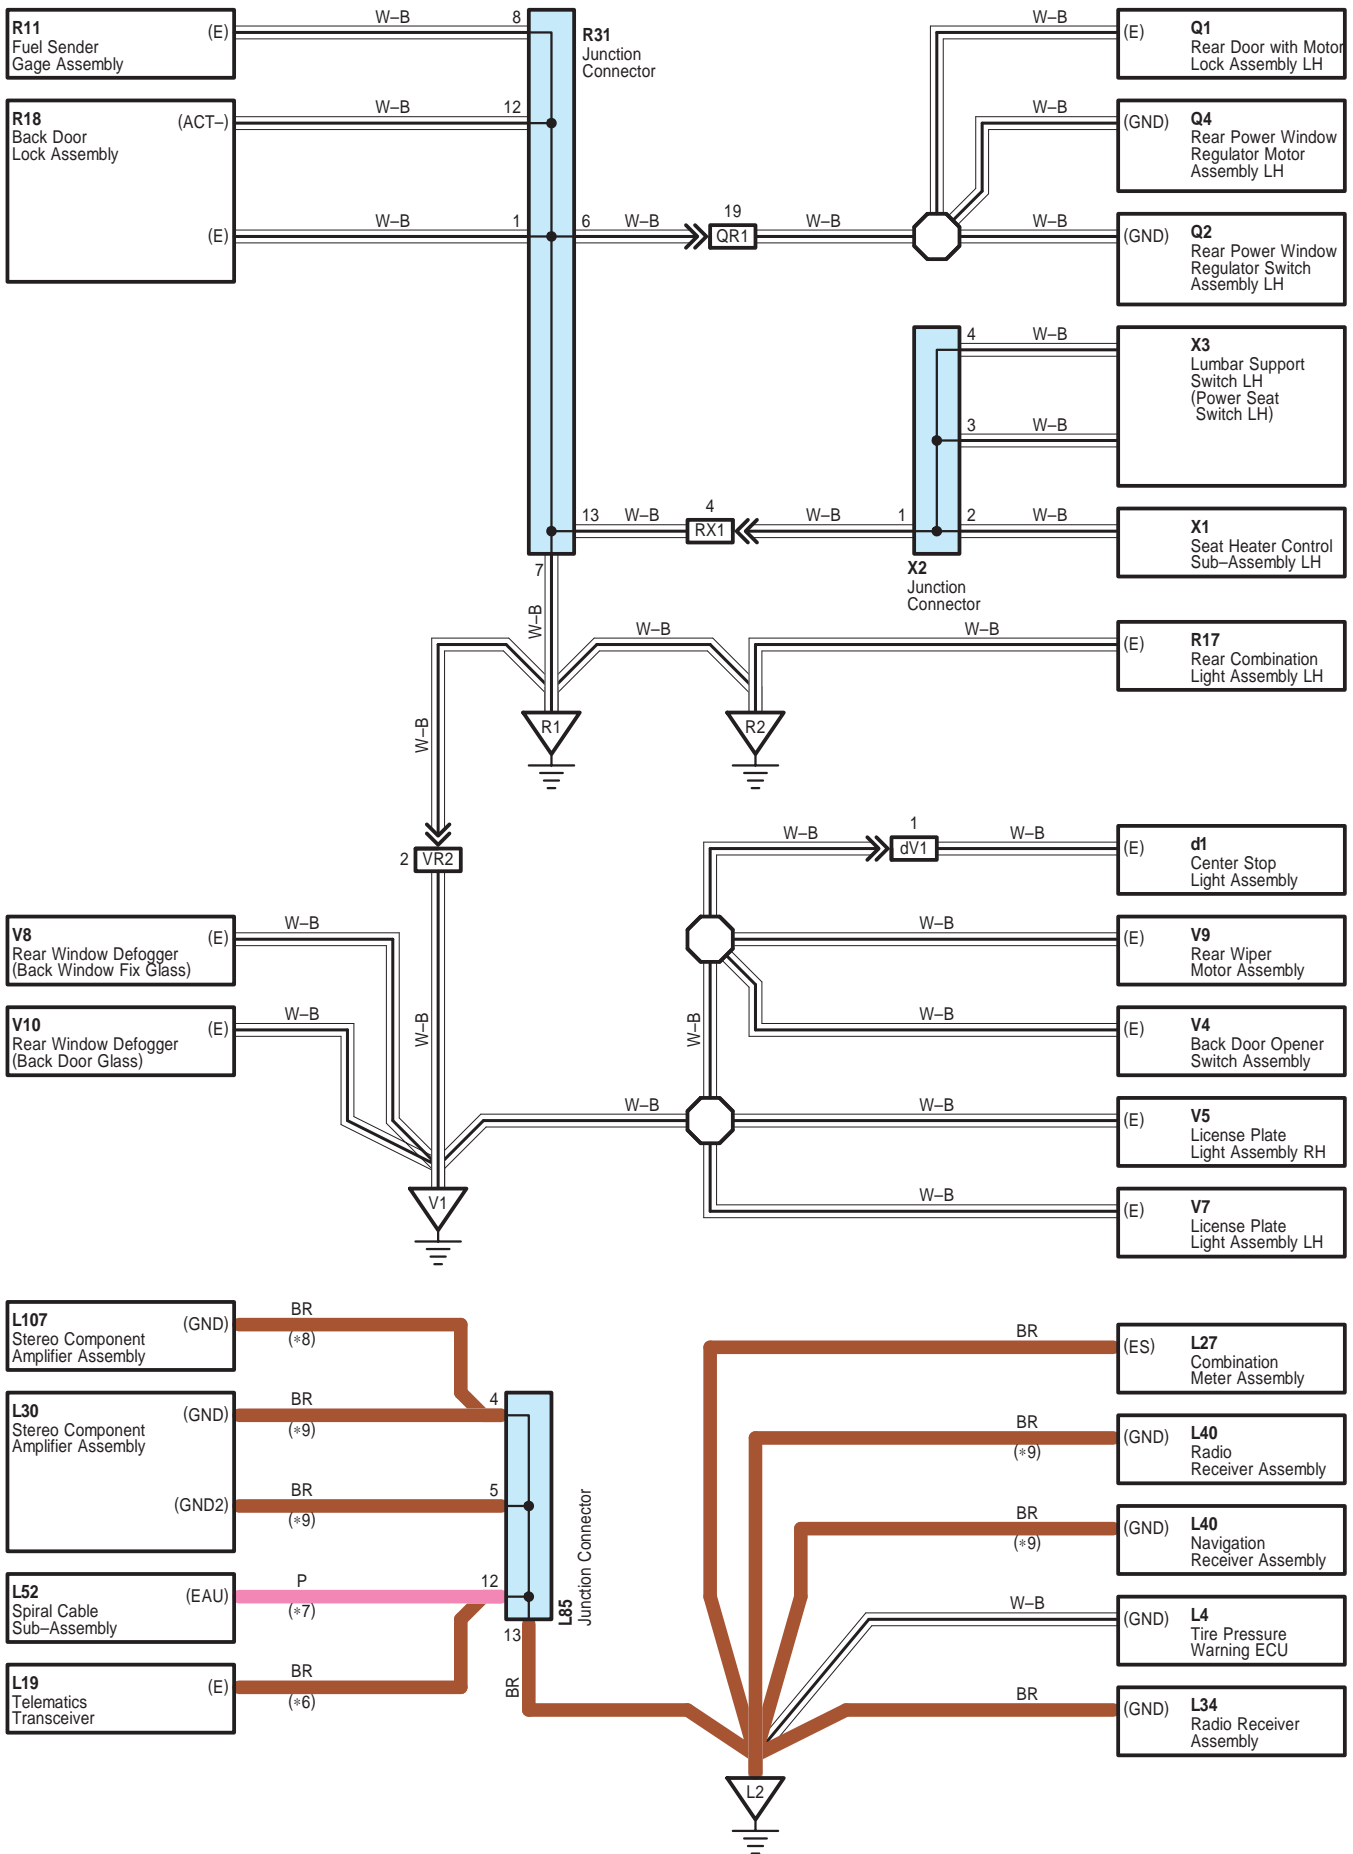 R11
Fuel Sender
Gage Assembly
(E)
W–B
8
R31
Junction
Connector
W–B
(E)
Q1
Rear Door with Motor
Lock Assembly LH
R18
Back Door
Lock Assembly
(ACT–)
W–B
12
W–B
(GND)
Q4
Rear Power Window
Regulator Motor
Assembly LH
(E)
W–B
1
6
W–B
19
QR1
W–B
W–B
(GND)
Q2
Rear Power Window
Regulator Switch
Assembly LH
4
W–B
X3
Lumbar Support
Switch LH
(Power Seat
Switch LH)
3
W–B
13
W–B
4
RX1
W–B
1
2
W–B
X1
Seat Heater Control
Sub–Assembly LH
X2
Junction
Connector
7
W–B
W–B
W–B
(E)
R17
Rear Combination
Light Assembly LH
R1
R2
W–B
2
VR2
W–B
1
dV1
W–B
(E)
d1
Center Stop
Light Assembly
V8
Rear Window Defogger
(Back Window Fix Glass)
(E)
W–B
W–B
(E)
V9
Rear Wiper
Motor Assembly
V10
Rear Window Defogger
(Back Door Glass)
(E)
W–B
W–B
W–B
W–B
(E)
V4
Back Door Opener
Switch Assembly
W–B
W–B
(E)
V5
License Plate
Light Assembly RH
V1
W–B
(E)
V7
License Plate
Light Assembly LH
L107
Stereo Component
Amplifier Assembly
(GND)
BR
(∗8)
BR
(ES)
L27
Combination
Meter Assembly
L30
Stereo Component
Amplifier Assembly
(GND)
BR
(∗9)
4
BR
(∗9)
(GND)
L40
Radio
Receiver Assembly
(GND2)
BR
(∗9)
5
L85
Junction Connector
BR
(∗9)
(GND)
L40
Navigation
Receiver Assembly
L52
Spiral Cable
Sub–Assembly
(EAU)
P
(∗7)
12
13
W–B
(GND)
L4
Tire Pressure
Warning ECU
L19
Telematics
Transceiver
(E)
BR
(∗6)
BR
BR
(GND)
L34
Radio Receiver
Assembly
L2